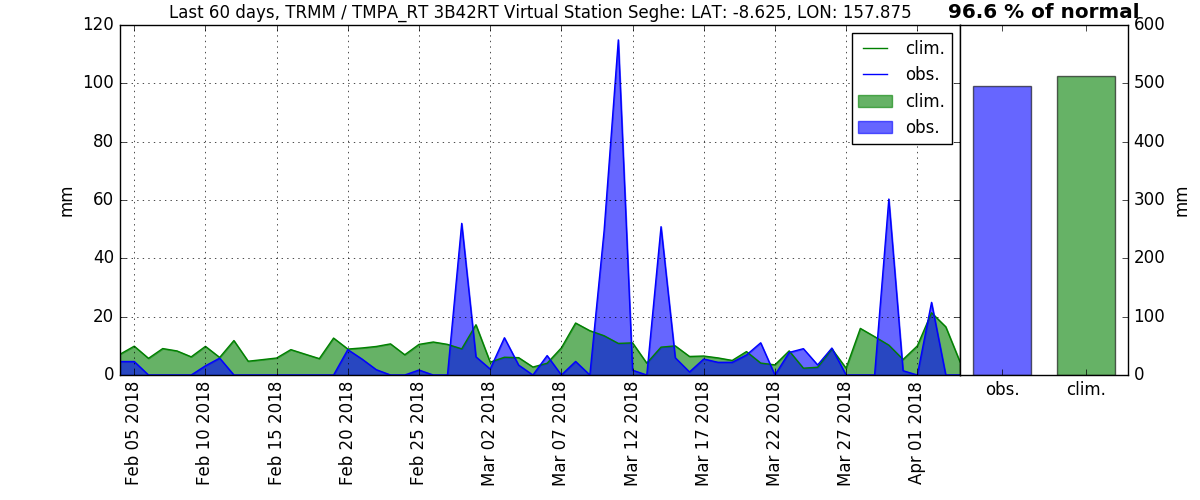 Last 60 days, TRMM / TMPA_RT 3B42RT Virtual Station Seghe: LAT: -8.625, LON: 157.875
96.6 % of normal
120
100
80
60
40
20
0
mm
clim.
obs.
clim.
obs.
600
500
400
300
200
100
0
mm
Feb 05 2018
Feb 10 2018
Feb 15 2018
Feb 20 2018
Feb 25 2018
Mar 02 2018
Mar 07 2018
Mar 12 2018
Mar 17 2018
Mar 22 2018
Mar 27 2018
Apr 01 2018
obs.
clim.